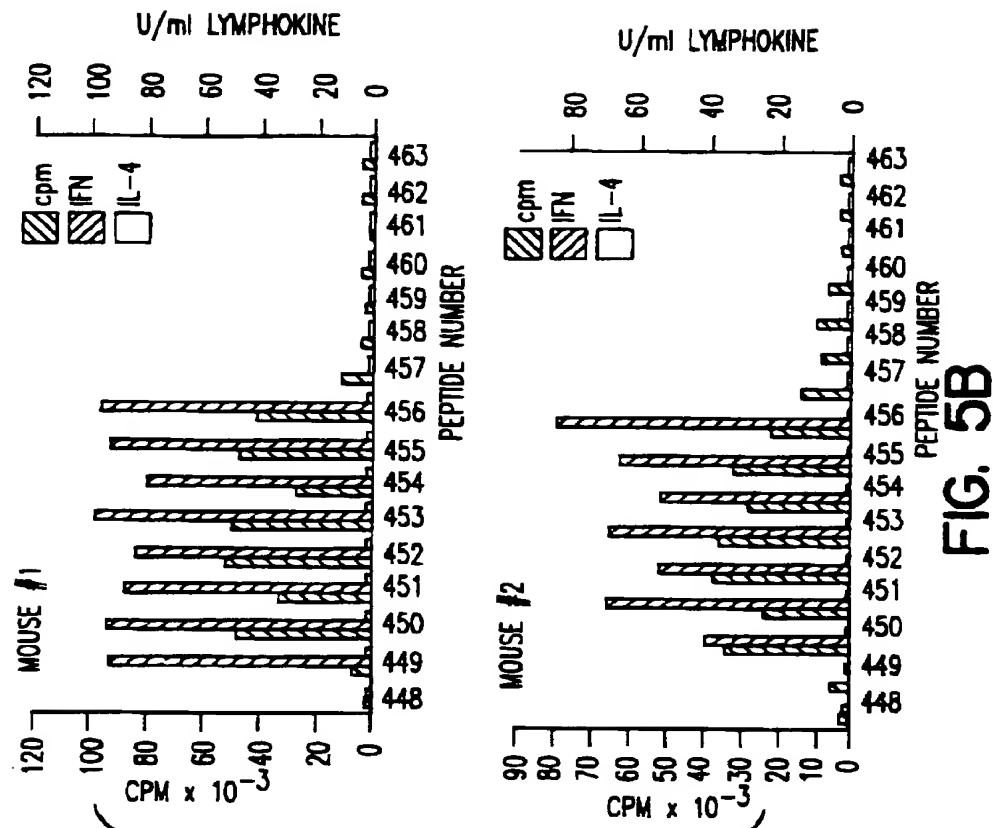 MOUSE #1
CPM x 10⁻³
120
100
80
60
40
20
0
U/ml LYMPHOKINE
120
100
80
60
40
20
0
cpm
IFN
IL-4
448 449 450 451 452 453 454 455 456 457 458 459 460 461 462 463
PEPTIDE NUMBER
MOUSE #2
CPM x 10⁻³
90
80
70
60
50
40
30
20
10
0
U/ml LYMPHOKINE
80
60
40
20
0
cpm
IFN
IL-4
448 449 450 451 452 453 454 455 456 457 458 459 460 461 462 463
PEPTIDE NUMBER
FIG. 5B